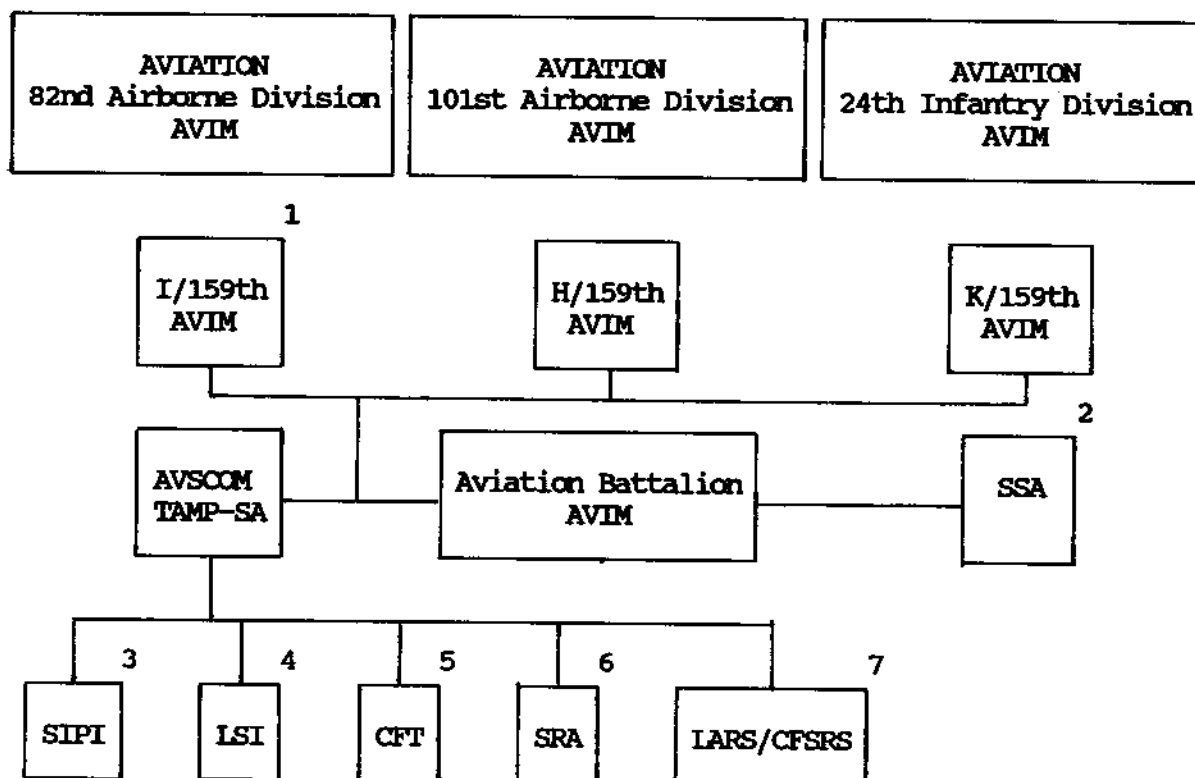 AVIATION
82nd Airborne Division
AVIM
AVIATION
101st Airborne Division
AVIM
AVIATION
24th Infantry Division
AVIM
1
I/159th
AVIM
H/159th
AVIM
K/159th
AVIM
2
AVSCOM
TAMP-SA
Aviation Battalion
AVIM
SSA
3
SIPI
4
LSI
5
CFT
6
SRA
7
LARS/CFSRS